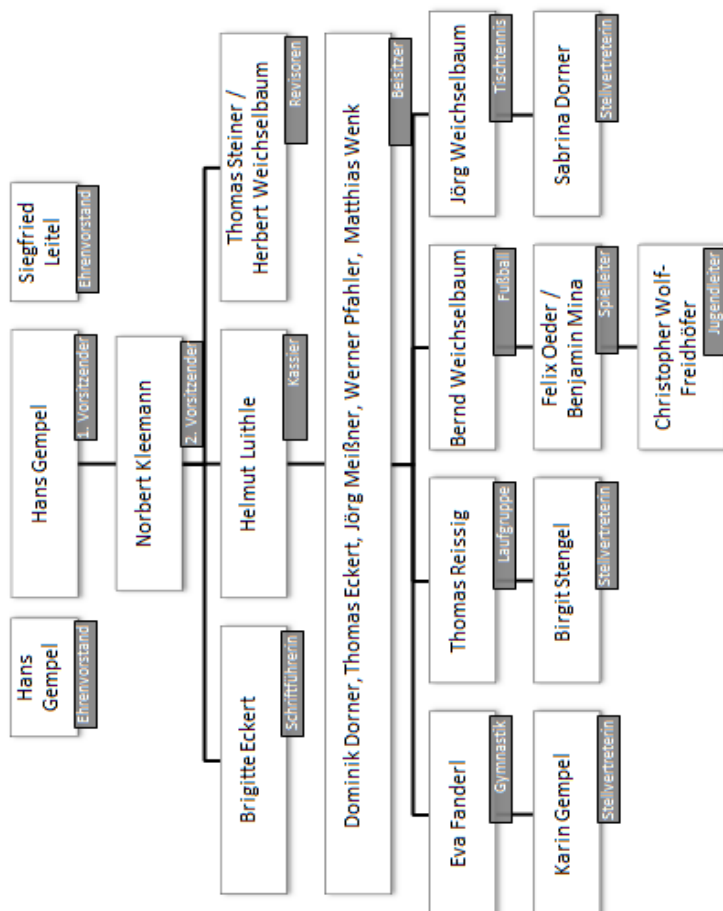 Hans
Gempel
Ehrenvorstand
Hans Gempel
1. Vorsitzender
Siegfried
Leitel
Ehrenvorstand
Norbert Kleemann
2. Vorsitzender
Brigitte Eckert
Schriftführerin
Helmut Luithle
Kassier
Thomas Steiner /
Herbert Weichselbaum
Revisoren
Dominik Dorner, Thomas Eckert, Jörg Meißner, Werner Pfahler, Matthias Wenk
Beisitzer
Eva Fanderl
Gymnastik
Thomas Reissig
Laufgruppe
Bernd Weichselbaum
Fußball
Jörg Weichselbaum
Tischtennis
Karin Gempel
Stellvertreterin
Birgit Stengel
Stellvertreterin
Felix Oeder /
Benjamin Mina
Spielleiter
Sabrina Dorner
Stellvertreterin
Christopher Wolf-
Freidhöfer
Jugendleiter